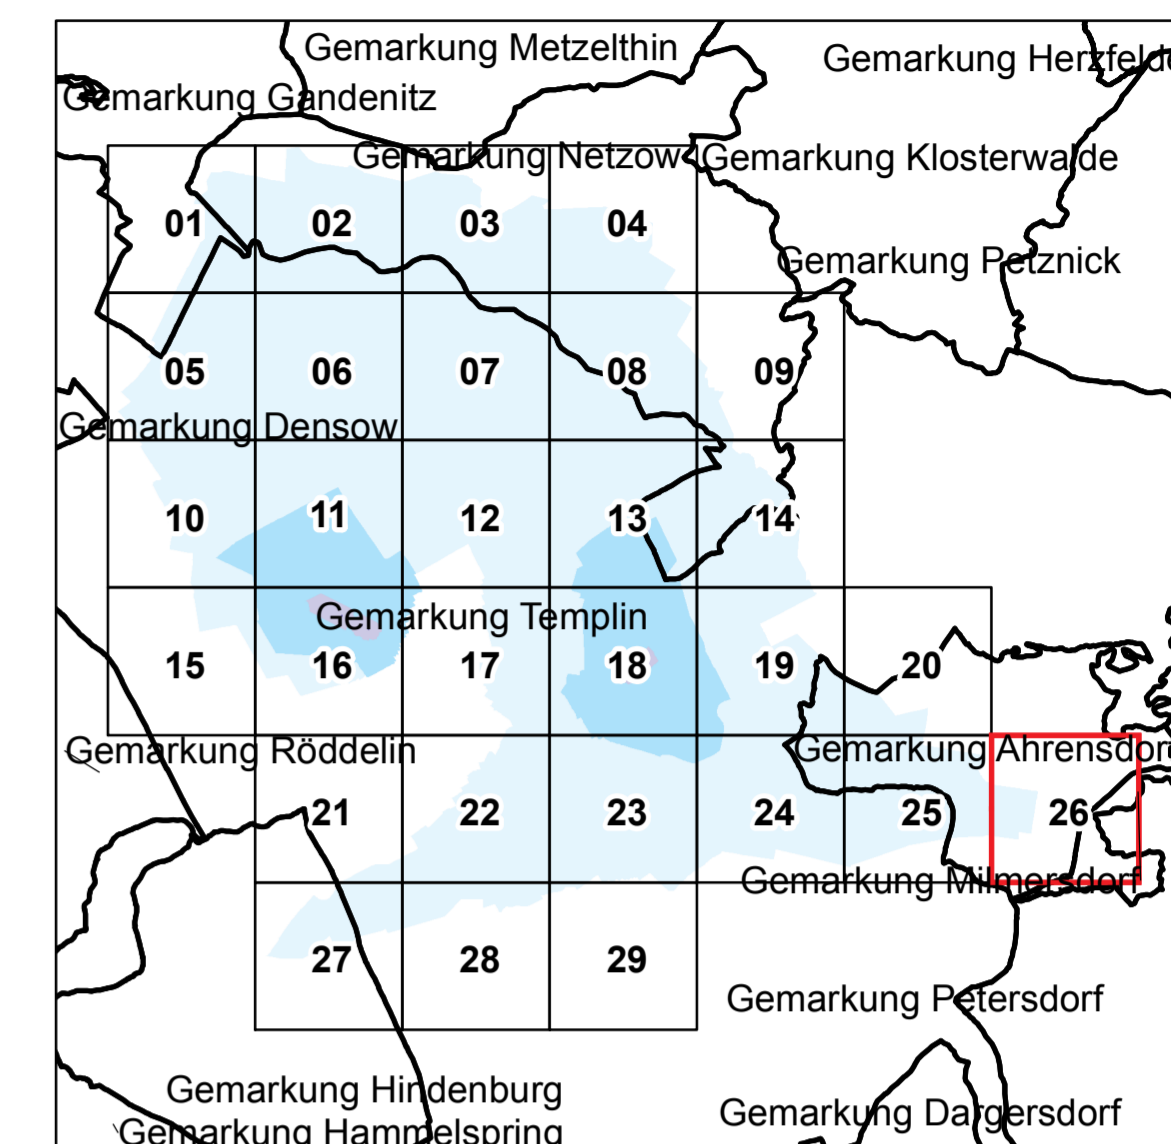 Gemarkung Metzelthin
Gemarkung Herzfelde
Gemarkung Gandenitz
Gemarkung Netzow
Gemarkung Klosterwalde
01 02 03 04
Gemarkung Petznick
05 06 07 08 09
Gemarkung Densow
10 11 12 13 14
Gemarkung Templin
15 16 17 18 19 20
Gemarkung Röddelin
Gemarkung Ahrensdorf
21 22 23 24 25 26
Gemarkung Milmersdorf
27 28 29
Gemarkung Petersdorf
Gemarkung Hindenburg
Gemarkung Dargersdorf
Gemarkung Hammelspring